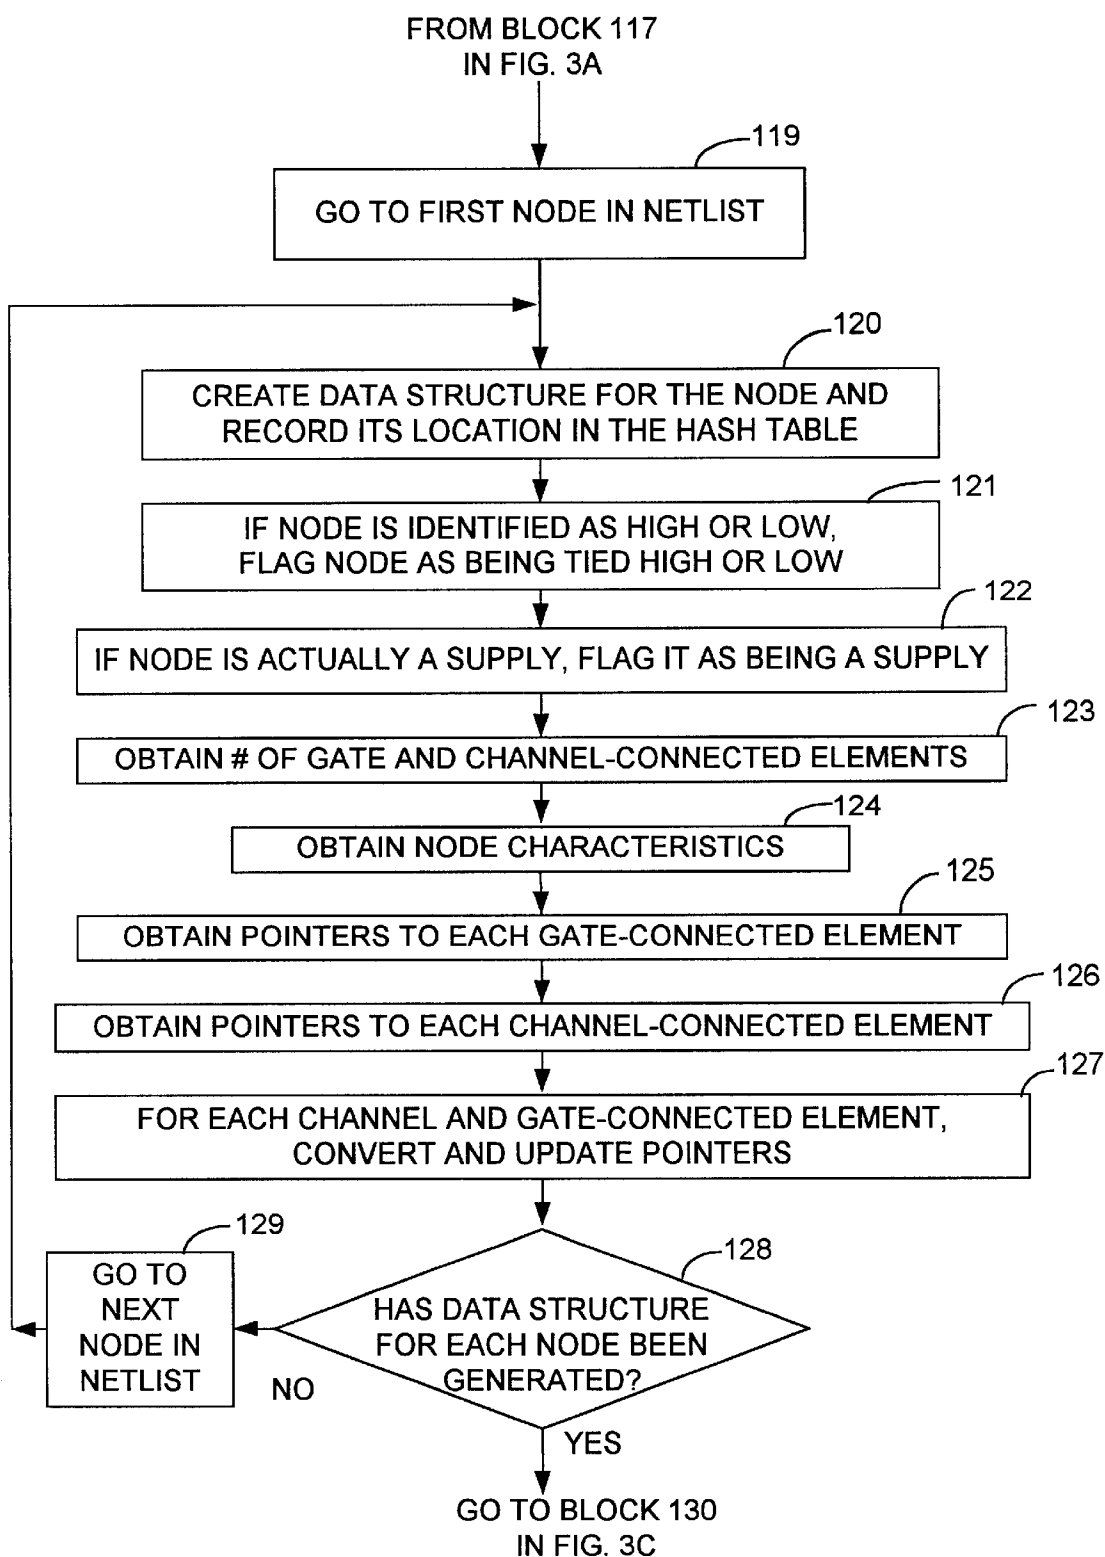 FROM BLOCK 117
IN FIG. 3A
119
GO TO FIRST NODE IN NETLIST
120
CREATE DATA STRUCTURE FOR THE NODE AND
RECORD ITS LOCATION IN THE HASH TABLE
121
IF NODE IS IDENTIFIED AS HIGH OR LOW,
FLAG NODE AS BEING TIED HIGH OR LOW
122
IF NODE IS ACTUALLY A SUPPLY, FLAG IT AS BEING A SUPPLY
123
OBTAIN # OF GATE AND CHANNEL-CONNECTED ELEMENTS
124
OBTAIN NODE CHARACTERISTICS
125
OBTAIN POINTERS TO EACH GATE-CONNECTED ELEMENT
126
OBTAIN POINTERS TO EACH CHANNEL-CONNECTED ELEMENT
127
FOR EACH CHANNEL AND GATE-CONNECTED ELEMENT,
CONVERT AND UPDATE POINTERS
128
HAS DATA STRUCTURE
FOR EACH NODE BEEN
GENERATED?
129
GO TO
NEXT
NODE IN
NETLIST
NO
YES
GO TO BLOCK 130
IN FIG. 3C